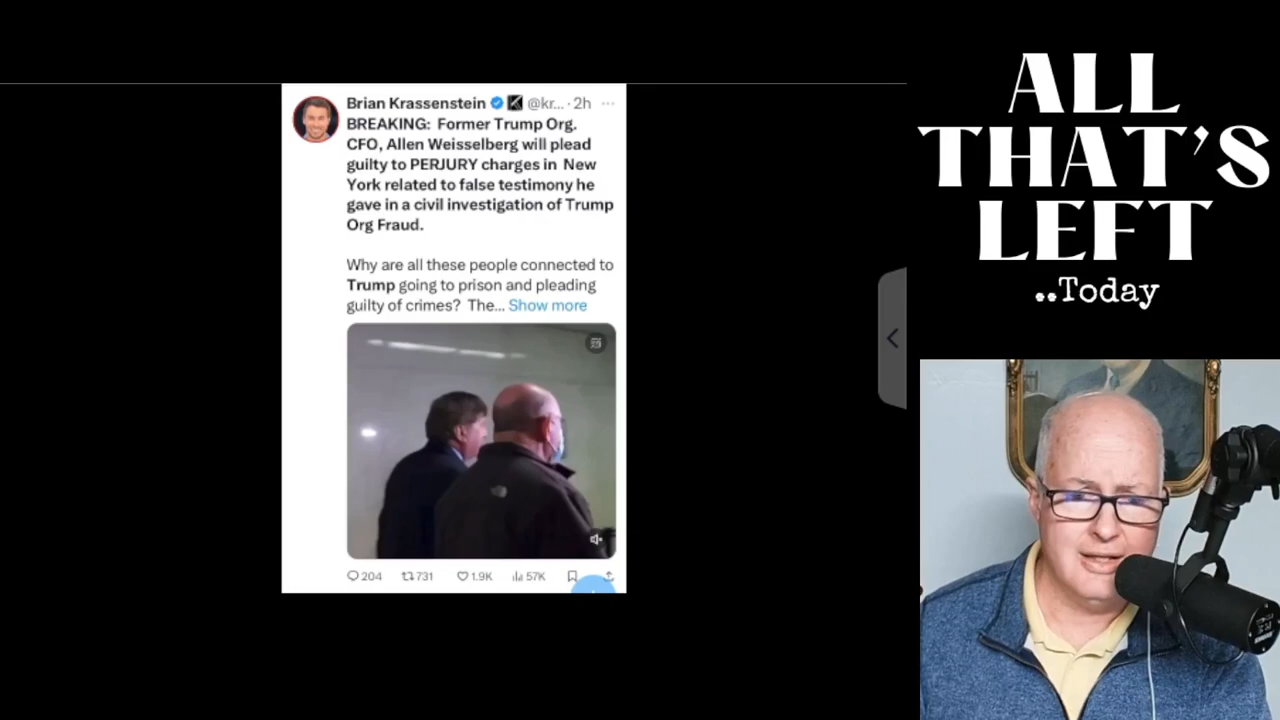 Brian Krassenstein @kr... · 2h ...
BREAKING: Former Trump Org.
CFO, Allen Weisselberg will plead
guilty to PERJURY charges in New
York related to false testimony he
gave in a civil investigation of Trump
Org Fraud.
Why are all these people connected to
Trump going to prison and pleading
guilty of crimes? The... Show more
204 731 1.9K 57K
ALL
THAT'S
LEFT
..Today